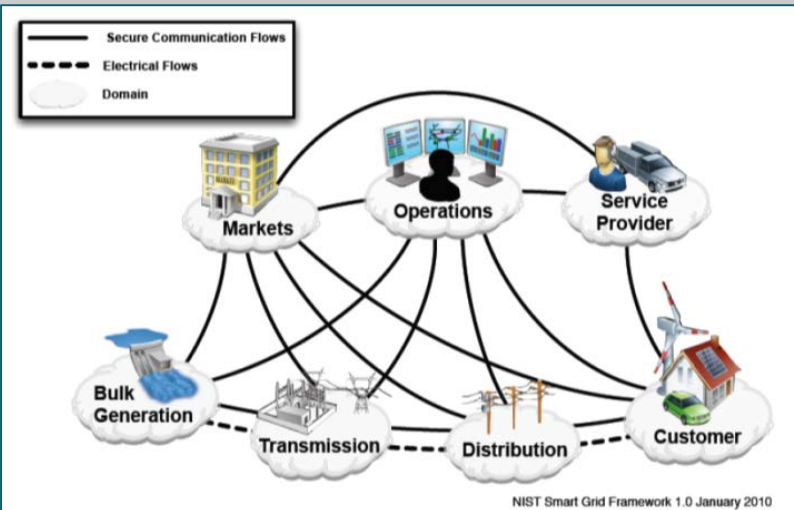 Secure Communication Flows
Electrical Flows
Domain
Markets
Operations
Service
Provider
Bulk
Generation
Transmission
Distribution
Customer
NIST Smart Grid Framework 1.0 January 2010